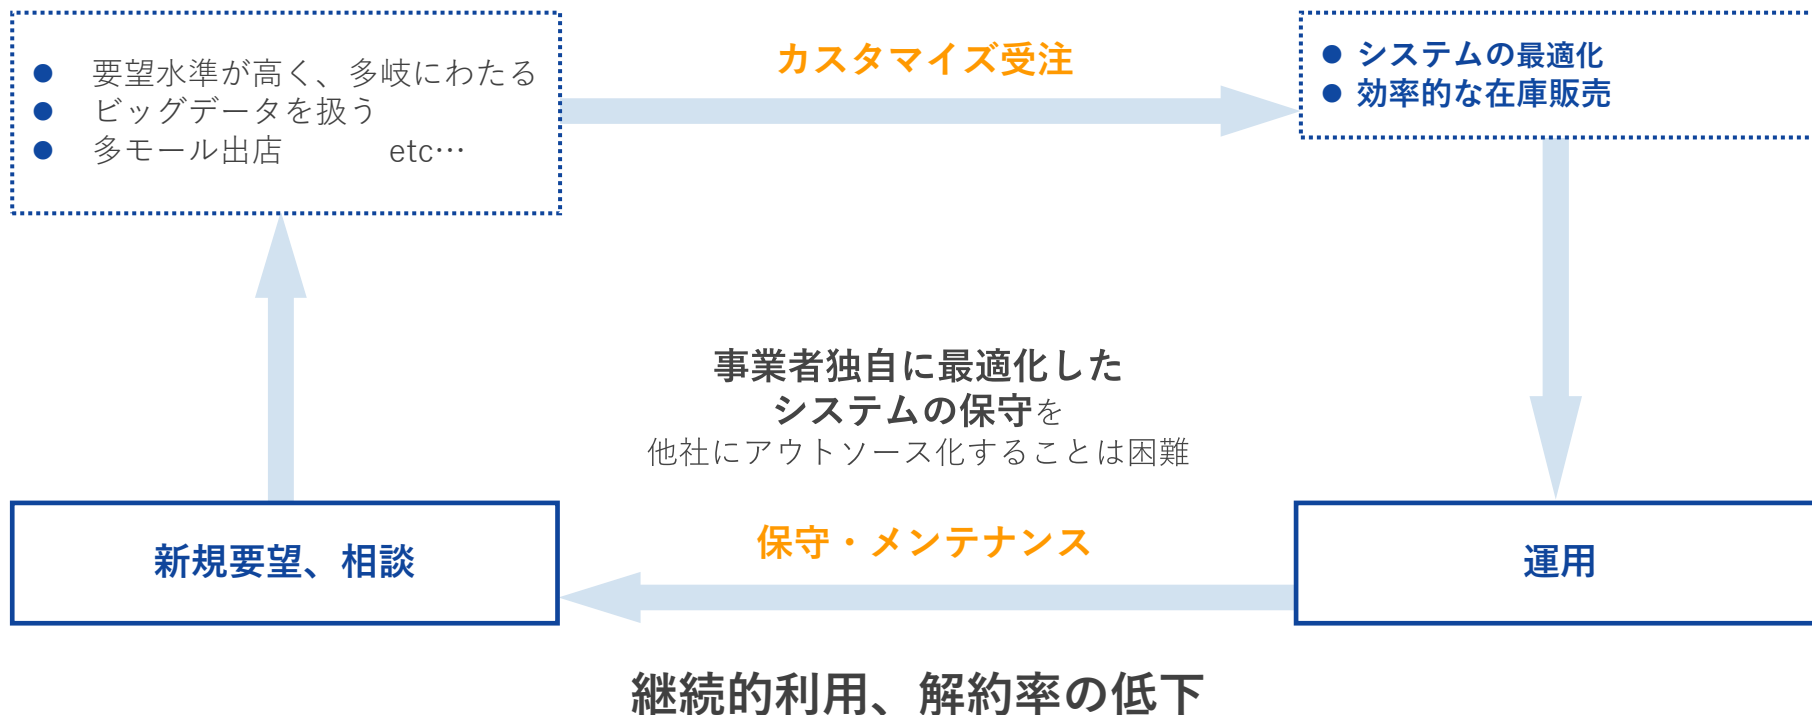 ● 要望水準が高く、多岐にわたる
● ビッグデータを扱う
● 多モール出店 etc…
カスタマイズ受注
● システムの最適化
● 効率的な在庫販売
事業者独自に最適化した
システムの保守を
他社にアウトソース化することは困難
新規要望、相談
保守・メンテナンス
運用
継続的利用、解約率の低下